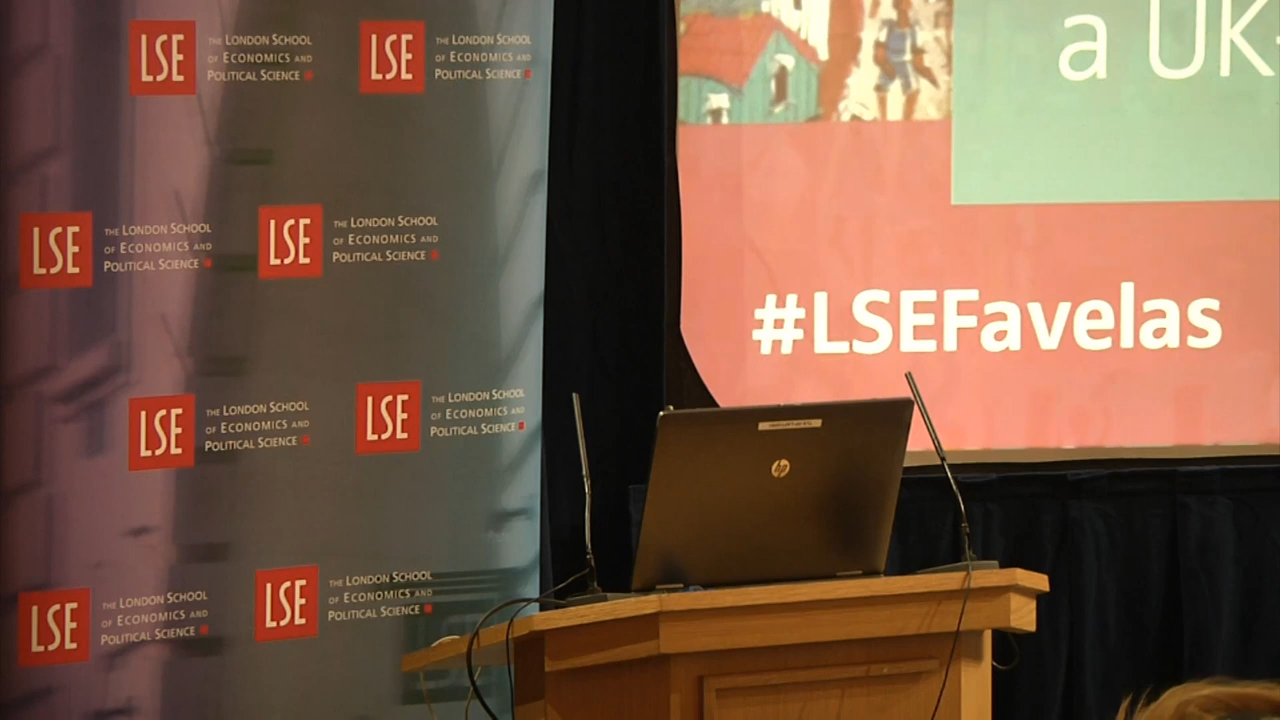 LSE THE LONDON SCHOOL
OF ECONOMICS AND
POLITICAL SCIENCE
LSE THE LONDON SCHOOL
OF ECONOMICS AND
POLITICAL SCIENCE
LSE THE LONDON SCHOOL
OF ECONOMICS AND
POLITICAL SCIENCE
LSE THE LONDON SCHOOL
OF ECONOMICS AND
POLITICAL SCIENCE
LSE THE LONDON SCHOOL
OF ECONOMICS AND
POLITICAL SCIENCE
LSE THE LONDON SCHOOL
OF ECONOMICS AND
POLITICAL SCIENCE
LSE THE LONDON SCHOOL
OF ECONOMICS AND
POLITICAL SCIENCE
LSE THE LONDON SCHOOL
OF ECONOMICS AND
POLITICAL SCIENCE
a UK-
#LSEFavelas
hp